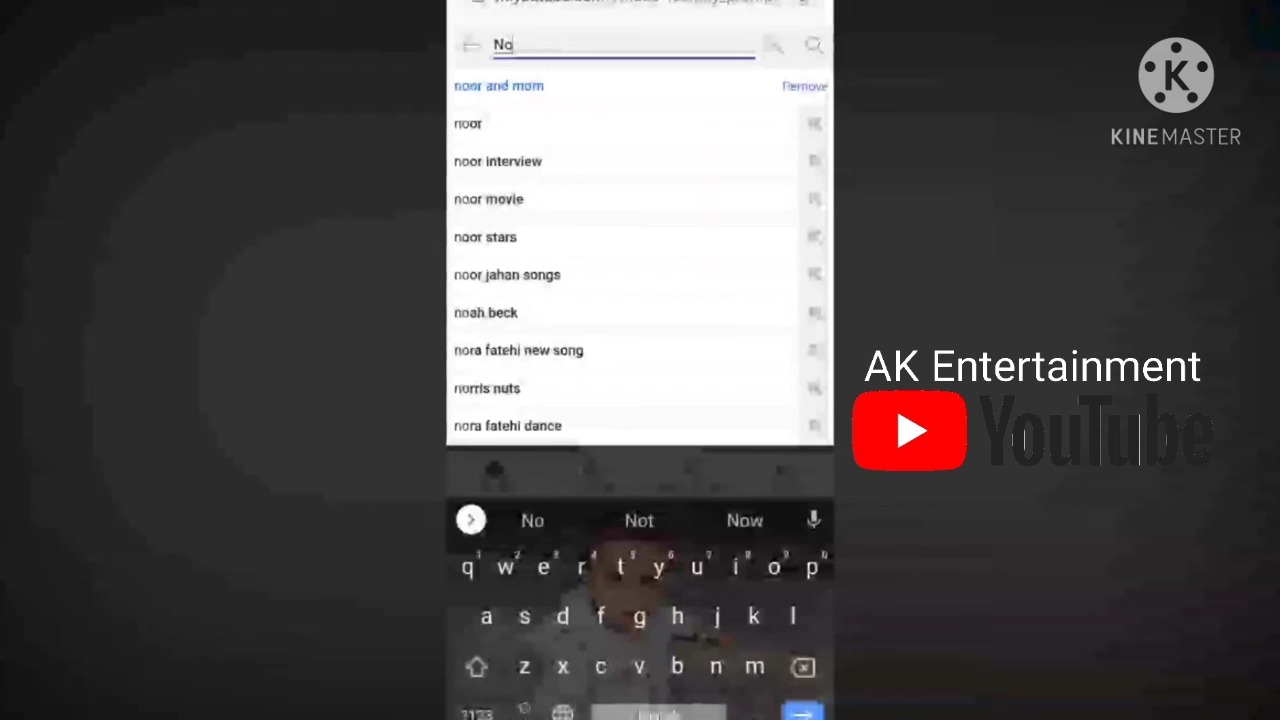 No
noor and mom
Remove
noor
noor interview
noor movie
noor stars
noor jahan songs
noah beck
nora fatehi new song
norris nuts
nora fatehi dance
KINEMASTER
AK Entertainment
YouTube
No Not Now
q w e r t y u i o p
a s d f g h j k l
z x c v b n m
?123